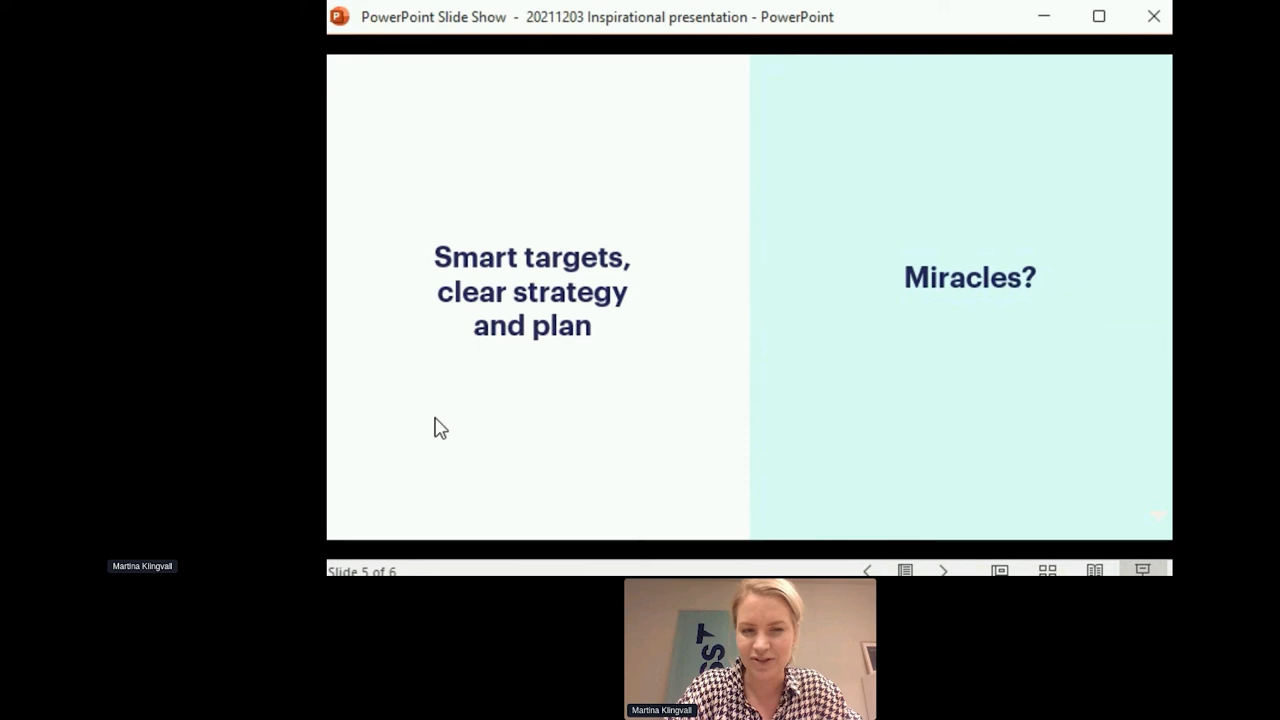 PowerPoint Slide Show - 20211203 Inspirational presentation - PowerPoint
Smart targets,
clear strategy
and plan
Miracles?
Martina Klingvall
Slide 5 of 6
Martina Klingvall